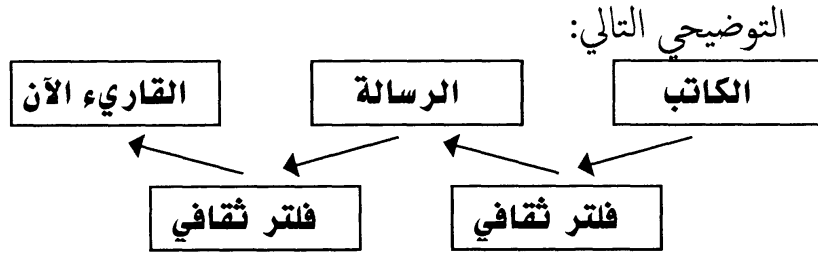 التوضيحي التالي:
الكاتب الرسالة القاريء الآن
فلتر ثقافي فلتر ثقافي